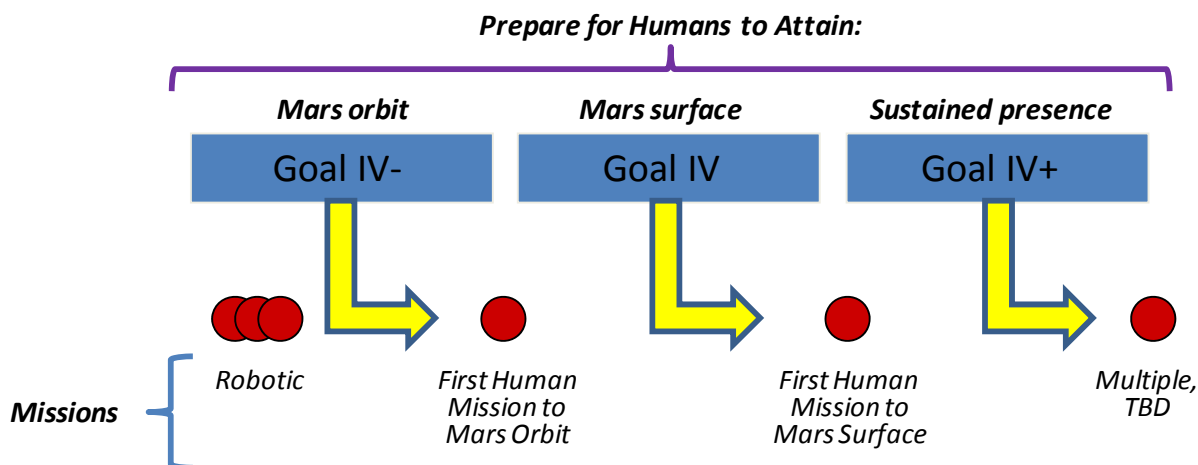 Prepare for Humans to Attain:
Mars orbit
Mars surface
Sustained presence
Goal IV-
Goal IV
Goal IV+
Missions
Robotic
First Human
Mission to
Mars Orbit
First Human
Mission to
Mars Surface
Multiple,
TBD